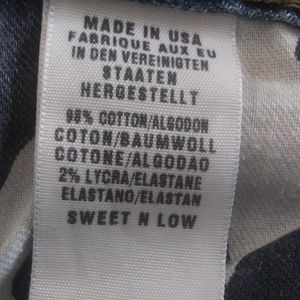 MADE IN USA
FABRIQUE AUX EU
IN DEN VEREINIGTEN
STAATEN
HERGESTELLT
98% COTTON/ALGODON
COTON/BAUMWOLL
COTONE/ALGODAO
2% LYCRA/ELASTANE
ELASTANO/ELASTAN
SWEET N LOW